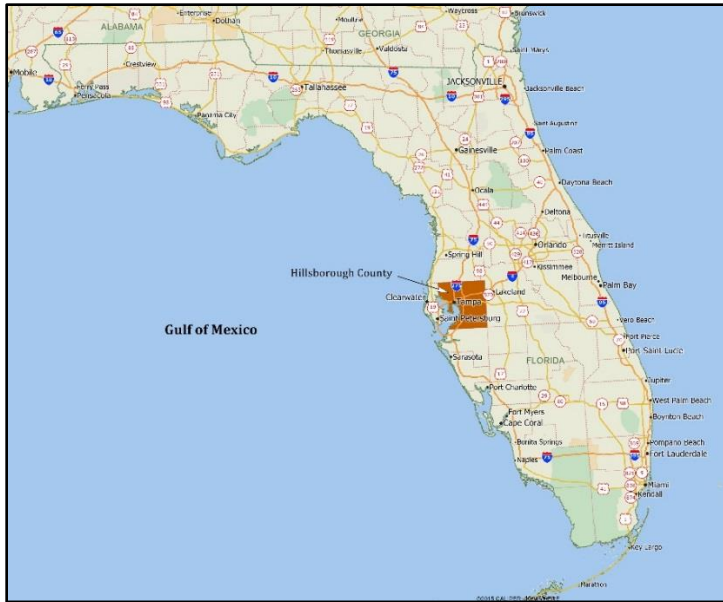 Enterprise
Dothan
ALABAMA
Moultrie
GEORGIA
Waycross
Brunswick
Thomasville
Valdosta
Saint Marys
Mobile
Crestview
Ferry Pass
Pensacola
Tallahassee
JACKSONVILLE
Jacksonville Beach
Panama City
Saint Augustine
Gainesville
Palm Coast
Ocala
Daytona Beach
Deltona
Titusville
Orlando
Merritt Island
Spring Hill
Kissimmee
Melbourne
Palm Bay
Hillsborough County
Lakeland
Clearwater
Tampa
Saint Petersburg
Vero Beach
Gulf of Mexico
Fort Pierce
Port Saint Lucie
Sarasota
FLORIDA
Jupiter
Port Charlotte
West Palm Beach
Fort Myers
Boynton Beach
Cape Coral
Bonita Springs
Pompano Beach
Naples
Fort Lauderdale
Miami
Kendall
Key Largo
Marathon